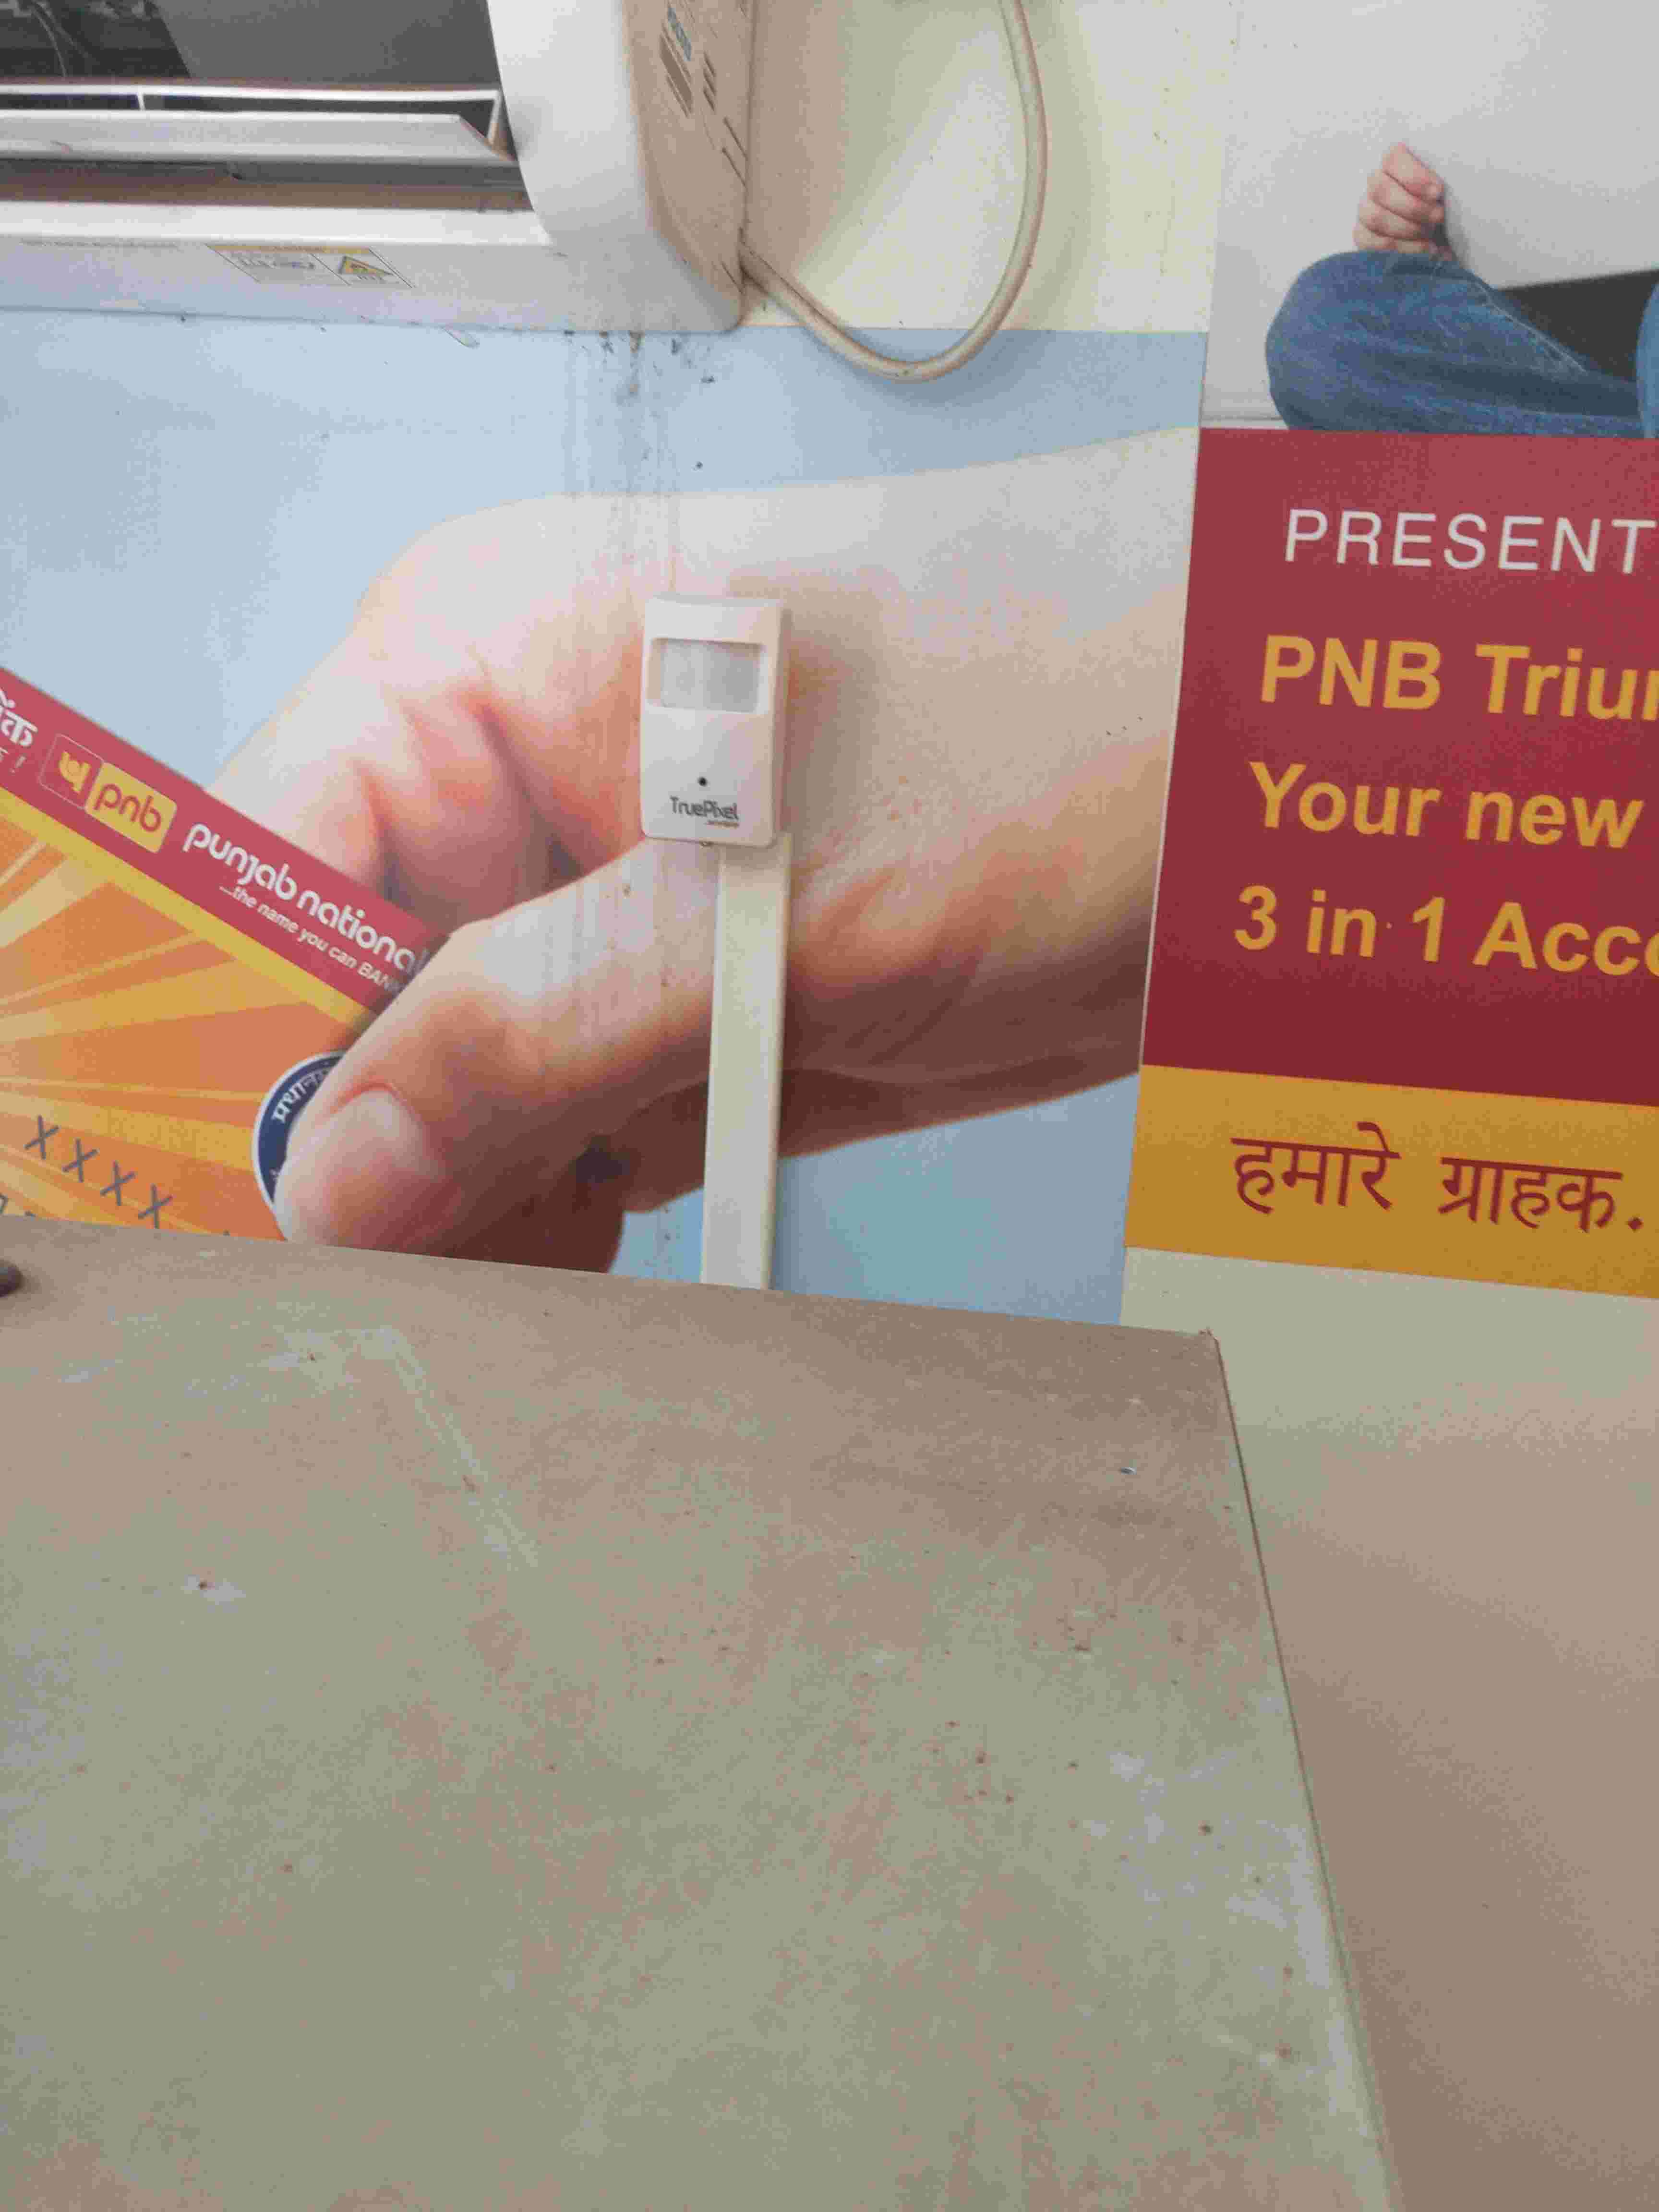 PRESENT
PNB Triu
Your new
3 in 1 Acc
हमारे ग्राहक.
TruePixel
प pnb punjab national
...the name you can BANK
XXXX